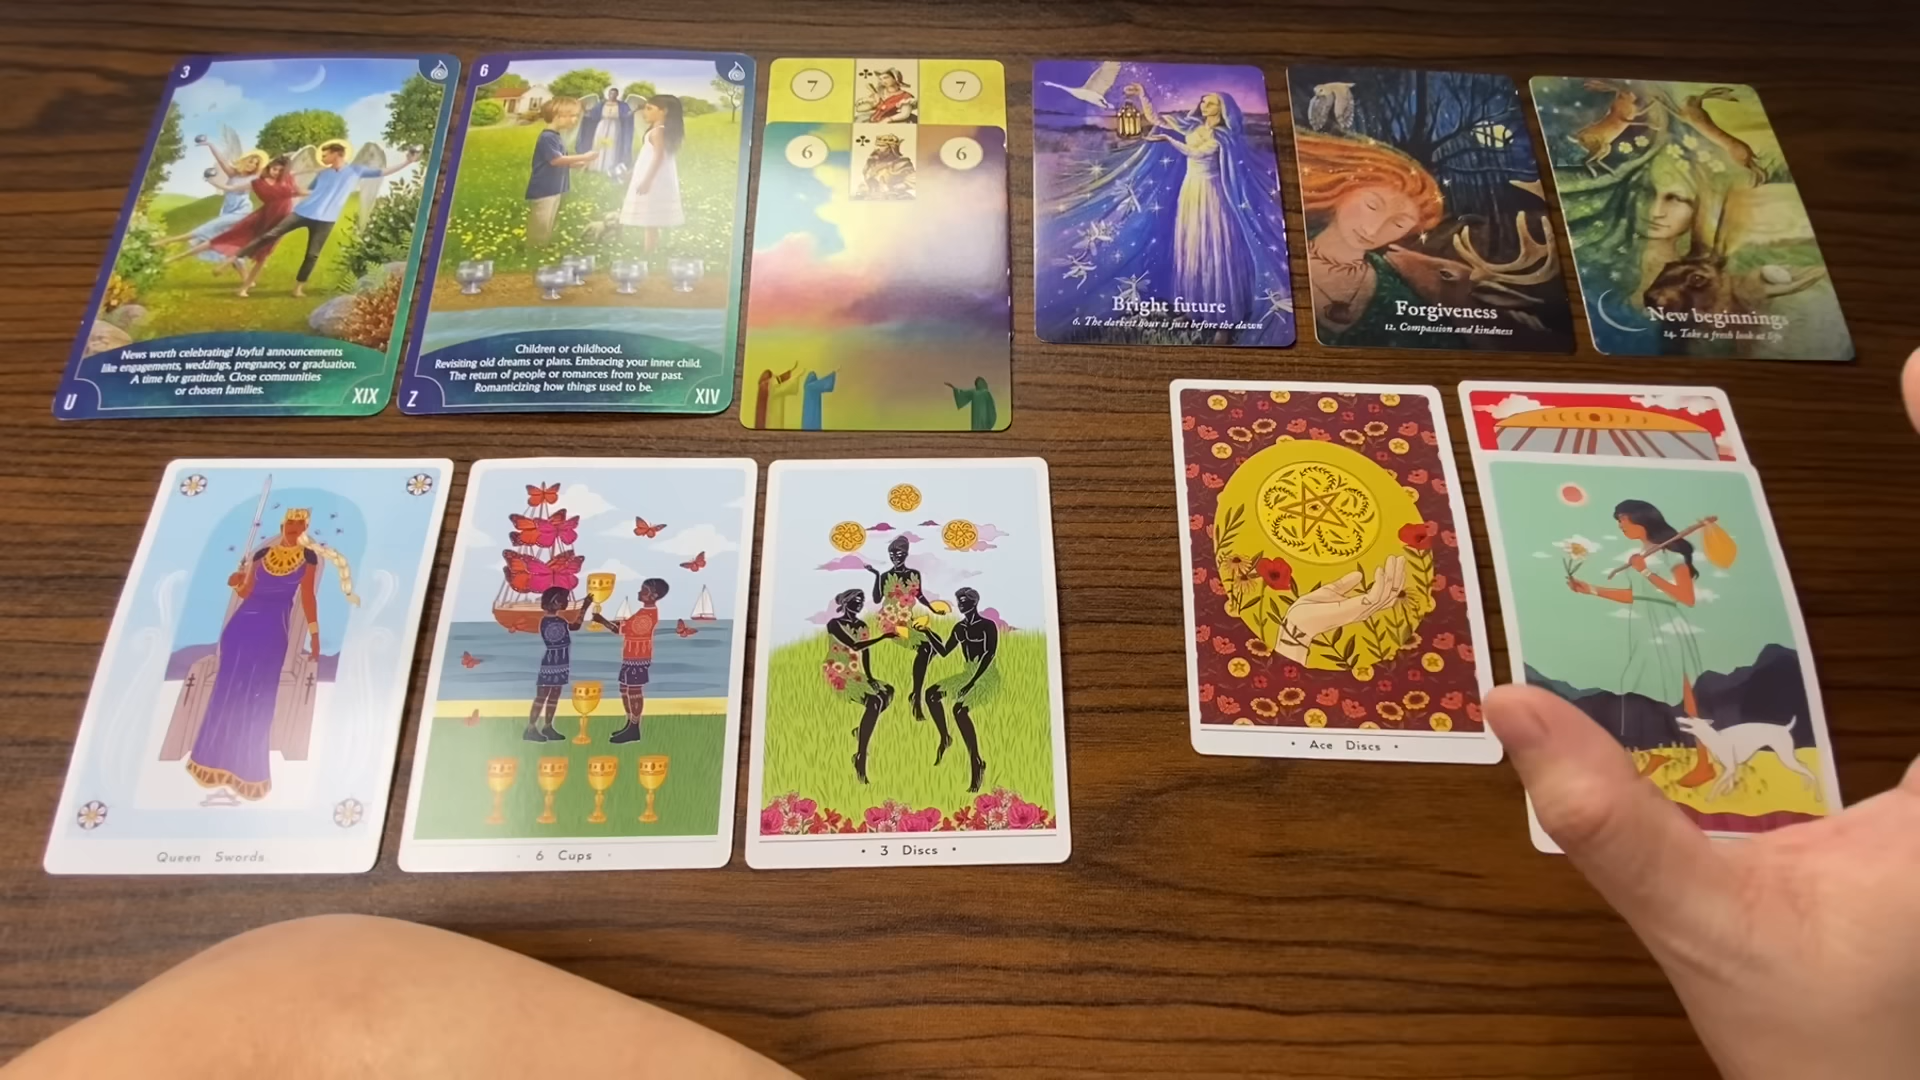 3
News worth celebrating! Joyful announcements
like engagements, weddings, pregnancy, or graduation.
A time for gratitude. Close communities
or chosen families.
U
XIX
6
Children or childhood.
Revisiting old dreams or plans. Embracing your inner child.
The return of people or romances from your past.
Romanticizing how things used to be.
Z
XIV
7
7
6
6
Bright future
6. The darkest hour is just before the dawn
Forgiveness
12. Compassion and kindness
New beginnings
14. Take a fresh look at life
Queen Swords
• 6 Cups •
• 3 Discs •
• Ace Discs •